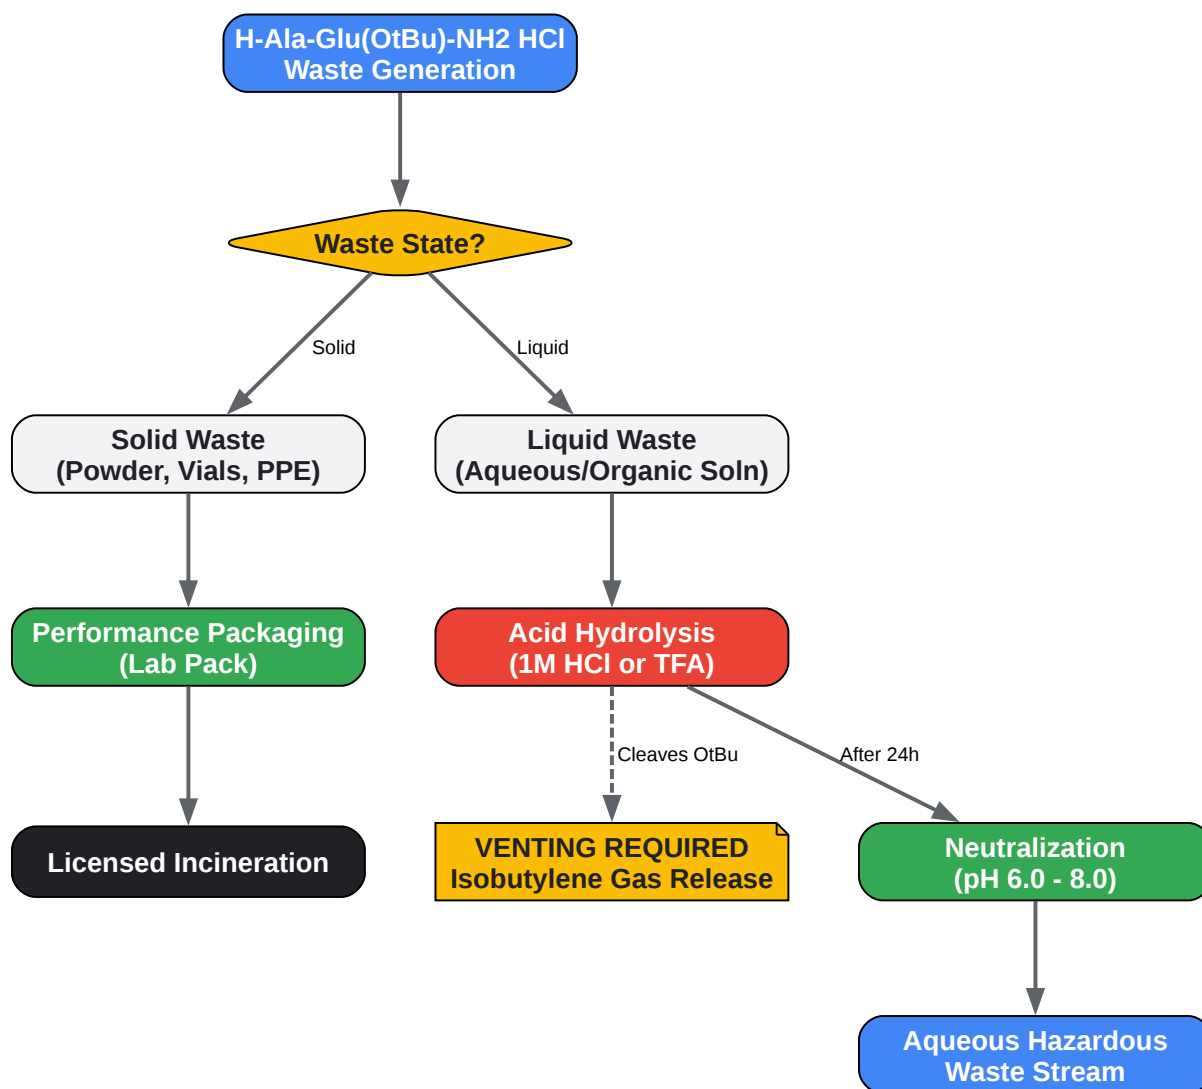 H-Ala-Glu(OtBu)-NH2 HCl
Waste Generation
Waste State?
Solid
Liquid
Solid Waste
(Powder, Vials, PPE)
Liquid Waste
(Aqueous/Organic Soln)
Performance Packaging
(Lab Pack)
Acid Hydrolysis
(1M HCl or TFA)
Cleaves OtBu
After 24h
Licensed Incineration
VENTING REQUIRED
Isobutylene Gas Release
Neutralization
(pH 6.0 - 8.0)
Aqueous Hazardous
Waste Stream